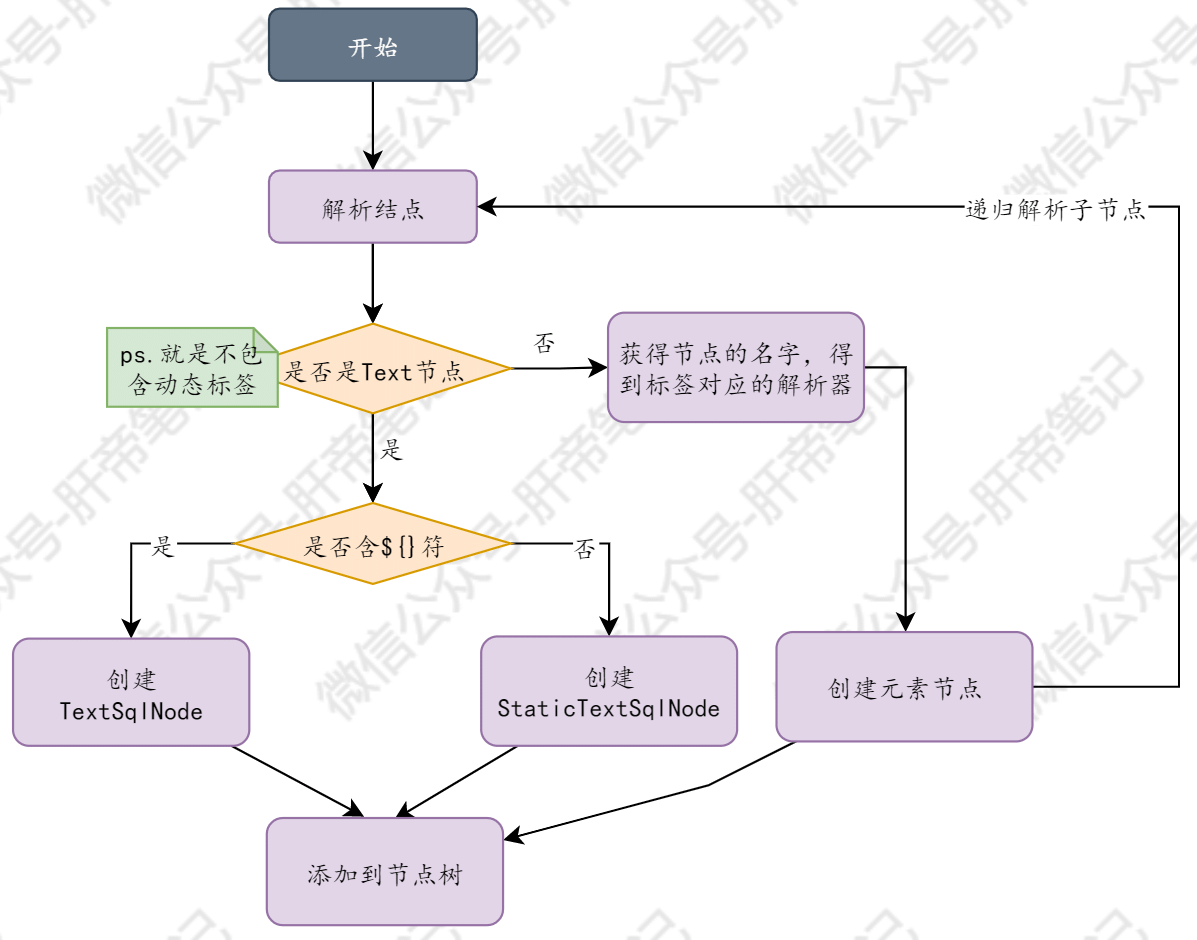 开始
解析结点
递归解析子节点
ps.就是不包
含动态标签
是否是Text节点
否
获得节点的名字，得
到标签对应的解析器
是
是否含${}符
是
否
创建
TextSqlNode
创建
StaticTextSqlNode
创建元素节点
添加到节点树
微信公众号-肝帝笔记